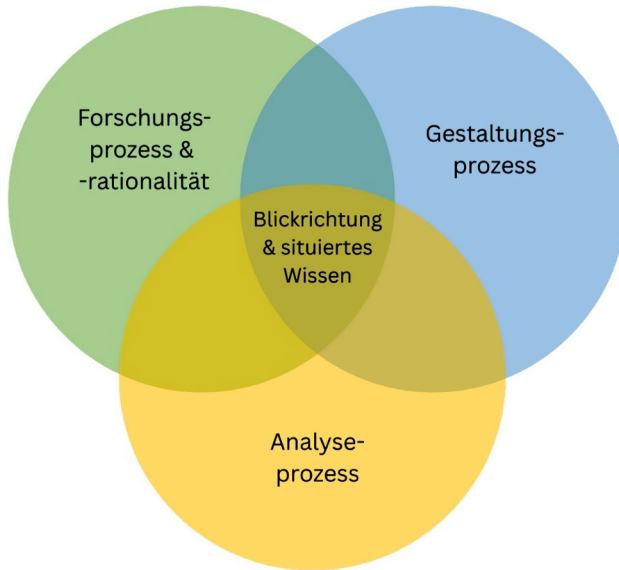 Forschungs-
prozess &
-rationalität
Gestaltungs-
prozess
Blickrichtung
& situiertes
Wissen
Analyse-
prozess